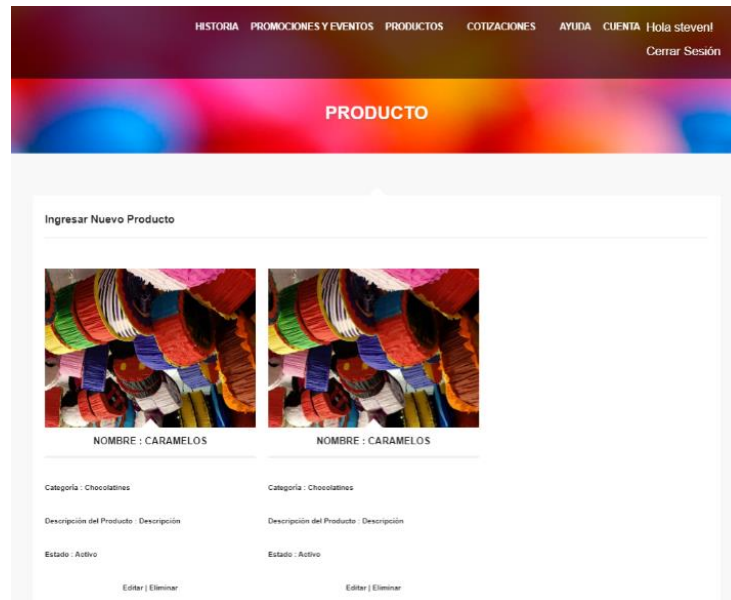 HISTORIA PROMOCIONES Y EVENTOS PRODUCTOS COTIZACIONES AYUDA CUENTA Hola steven!
Cerrar Sesión
PRODUCTO
Ingresar Nuevo Producto
NOMBRE : CARAMELOS
Categoría : Chocolatines
Descripción del Producto : Descripción
Estado : Activo
Editar | Eliminar
NOMBRE : CARAMELOS
Categoría : Chocolatines
Descripción del Producto : Descripción
Estado : Activo
Editar | Eliminar